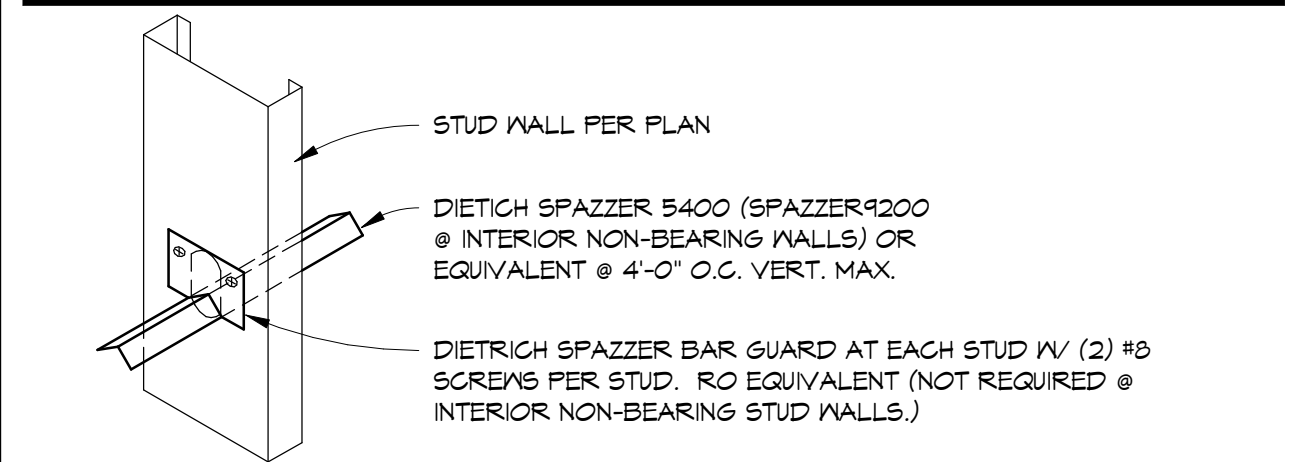 STUD WALL PER PLAN
DIETICH SPAZZER 5400 (SPAZZER9200
@ INTERIOR NON-BEARING WALLS) OR
EQUIVALENT @ 4'-0" O.C. VERT. MAX.
DIETRICH SPAZZER BAR GUARD AT EACH STUD W/ (2) #8
SCREWS PER STUD.  RO EQUIVALENT (NOT REQUIRED @
INTERIOR NON-BEARING STUD WALLS.)